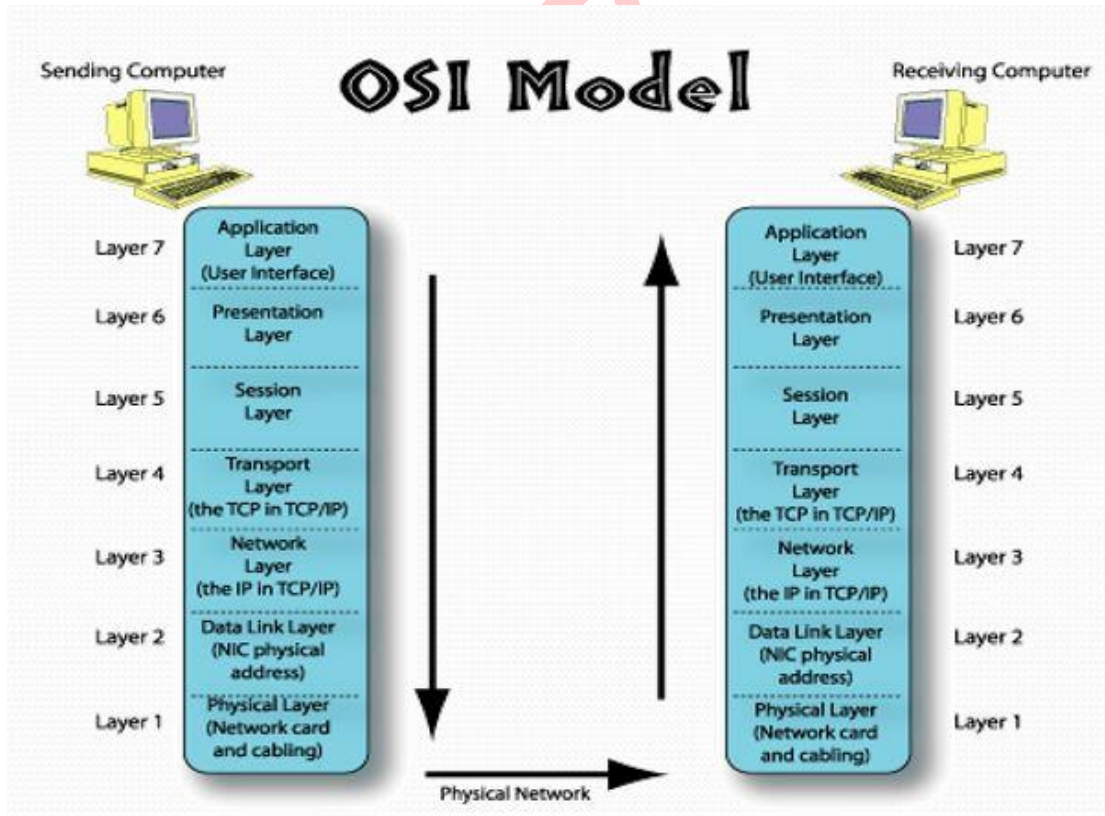 OSI Model
Sending Computer
Receiving Computer
Layer 7
Application
Layer
(User Interface)
Layer 6
Presentation
Layer
Layer 5
Session
Layer
Layer 4
Transport
Layer
(the TCP in TCP/IP)
Layer 3
Network
Layer
(the IP in TCP/IP)
Layer 2
Data Link Layer
(NIC physical
address)
Layer 1
Physical Layer
(Network card
and cabling)
Physical Network
Application
Layer
(User Interface)
Layer 7
Presentation
Layer
Layer 6
Session
Layer
Layer 5
Transport
Layer
(the TCP in TCP/IP)
Layer 4
Network
Layer
(the IP in TCP/IP)
Layer 3
Data Link Layer
(NIC physical
address)
Layer 2
Physical Layer
(Network card
and cabling)
Layer 1